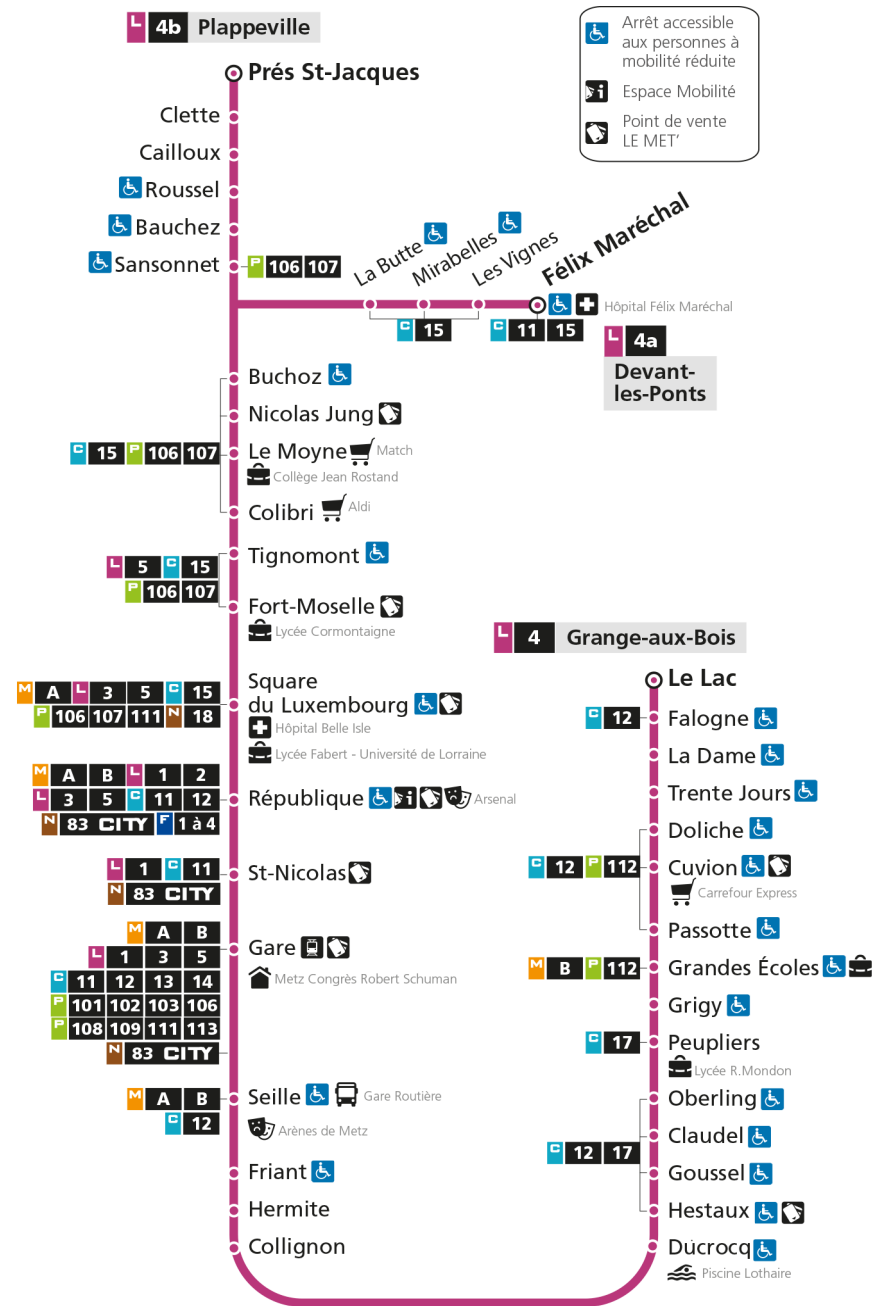 L 4b Plappeville
Arrêt accessible
aux personnes à
mobilité réduite
Espace Mobilité
Point de vente
LE MET'
Prés St-Jacques
Clette
Cailloux
Roussel
Bauchez
Sansonnet
P 106 107
La Butte
Mirabelles
Les Vignes
Félix Maréchal
Hôpital Félix Maréchal
C 15
C 11 15
L 4a
Devant-
les-Ponts
Buchoz
Nicolas Jung
C 15 P 106 107
Le Moyne
Match
Collège Jean Rostand
Colibri
Aldi
Tignomont
L 5 C 15
P 106 107
Fort-Moselle
Lycée Cormontaigne
Square
du Luxembourg
M A L 3 5 C 15
P 106 107 111 N 18
Hôpital Belle Isle
Lycée Fabert - Université de Lorraine
M A B L 1 2
L 3 5 C 11 12
N 83 CITY F 1 à 4
République
Arsenal
L 1 C 11
N 83 CITY
St-Nicolas
M A B
L 1 3 5
C 11 12 13 14
P 101 102 103 106
P 108 109 111 113
N 83 CITY
Gare
Metz Congrès Robert Schuman
M A B
C 12
Seille
Gare Routière
Arènes de Metz
Friant
Hermite
Collignon
L 4 Grange-aux-Bois
Le Lac
C 12
Falogne
La Dame
Trente Jours
Doliche
C 12 P 112
Cuvion
Carrefour Express
Passotte
M B P 112
Grandes Écoles
Grigy
C 17
Peupliers
Lycée R.Mondon
Oberling
Claudel
C 12 17
Goussel
Hestaux
Ducrocq
Piscine Lothaire